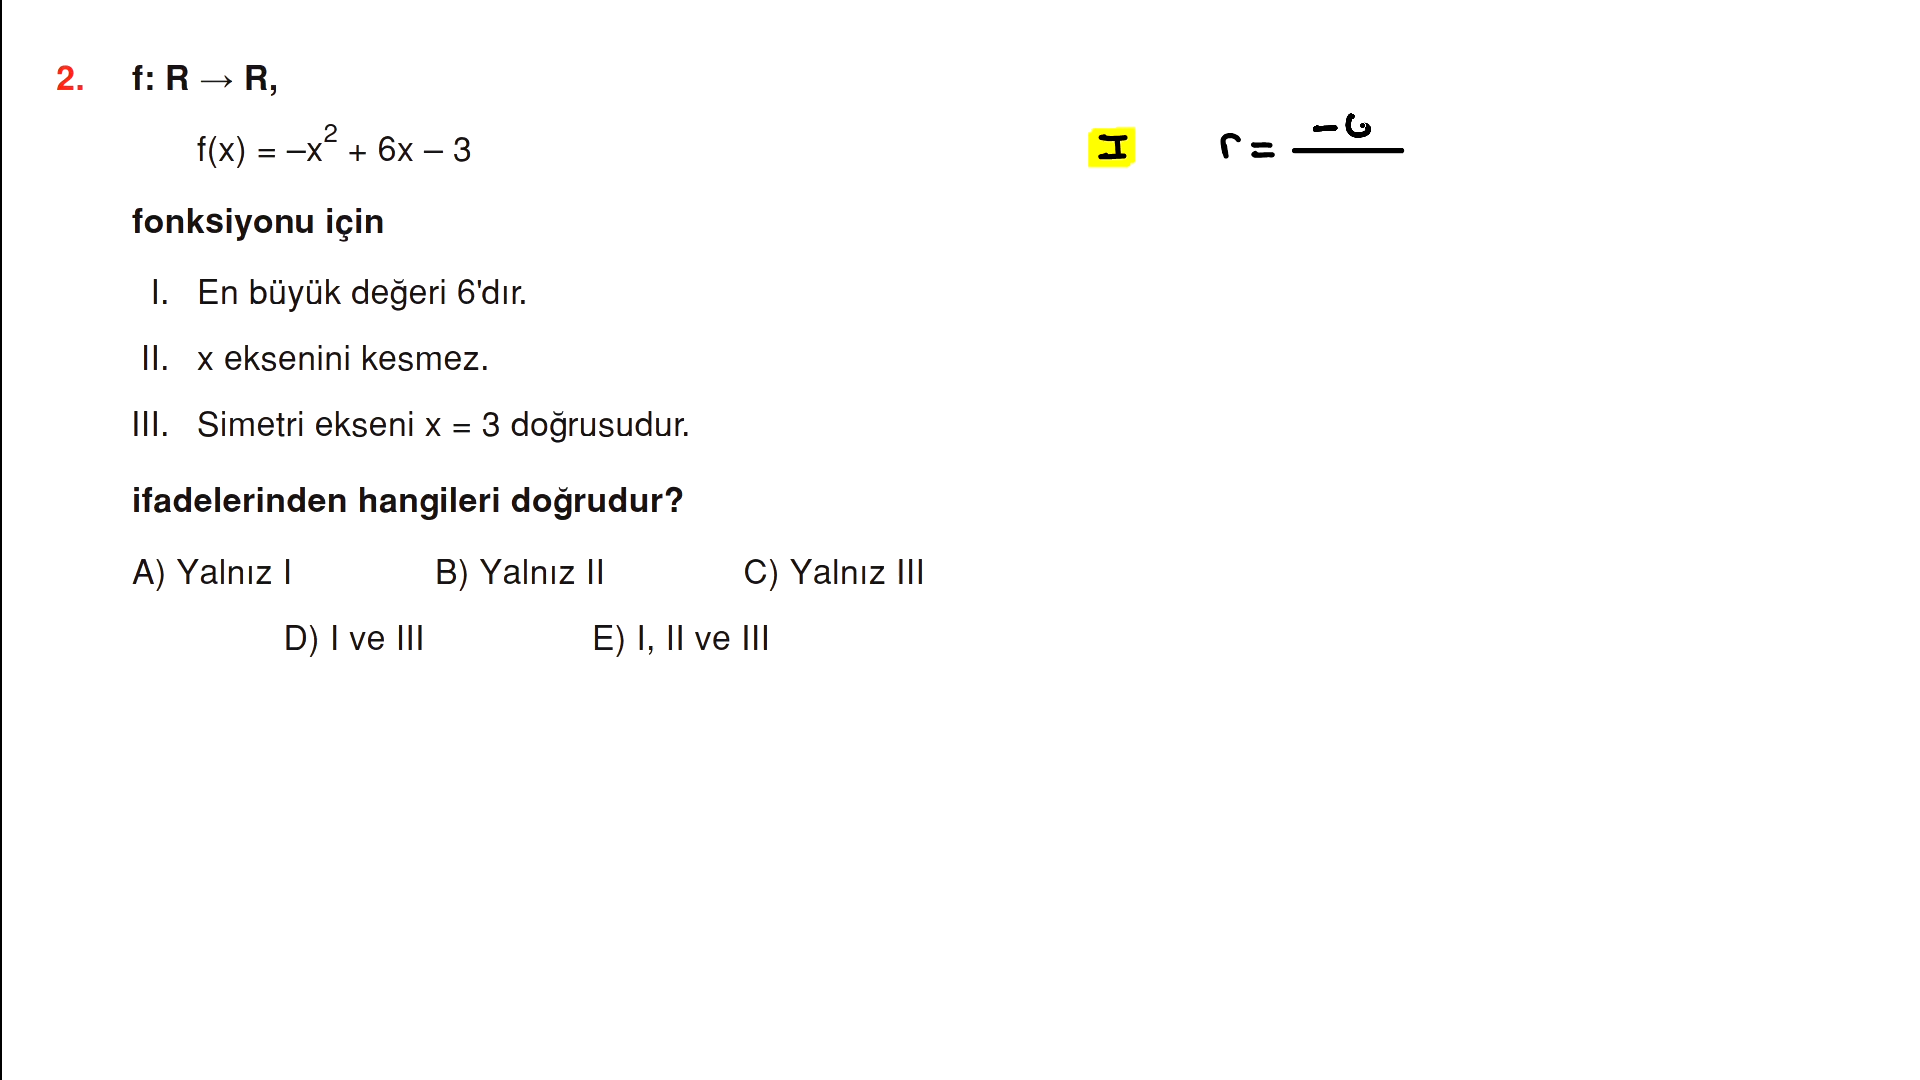 2. f: R → R,
f(x) = –x² + 6x – 3
fonksiyonu için
I. En büyük değeri 6'dır.
II. x eksenini kesmez.
III. Simetri ekseni x = 3 doğrusudur.
ifadelerinden hangileri doğrudur?
A) Yalnız I B) Yalnız II C) Yalnız III
D) I ve III E) I, II ve III
I r = -6